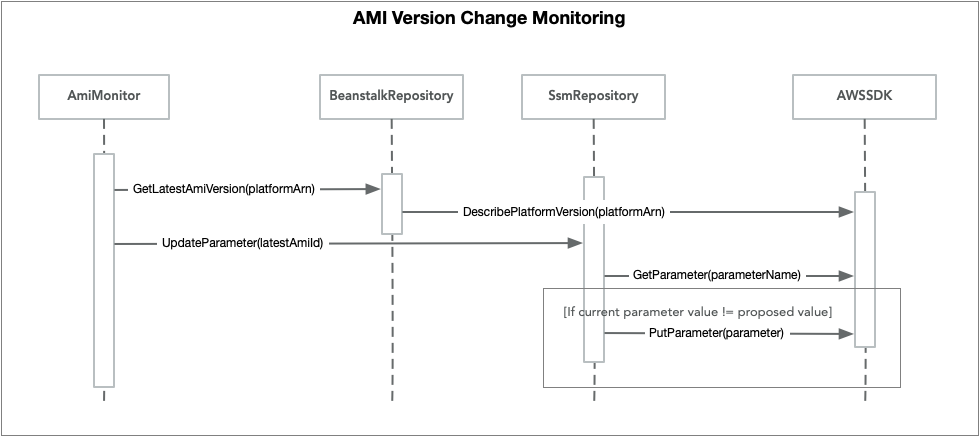 AMI Version Change Monitoring
AmiMonitor
BeanstalkRepository
SsmRepository
AWSSDK
GetLatestAmiVersion(platformArn)
DescribePlatformVersion(platformArn)
UpdateParameter(latestAmiId)
GetParameter(parameterName)
[If current parameter value != proposed value]
PutParameter(parameter)